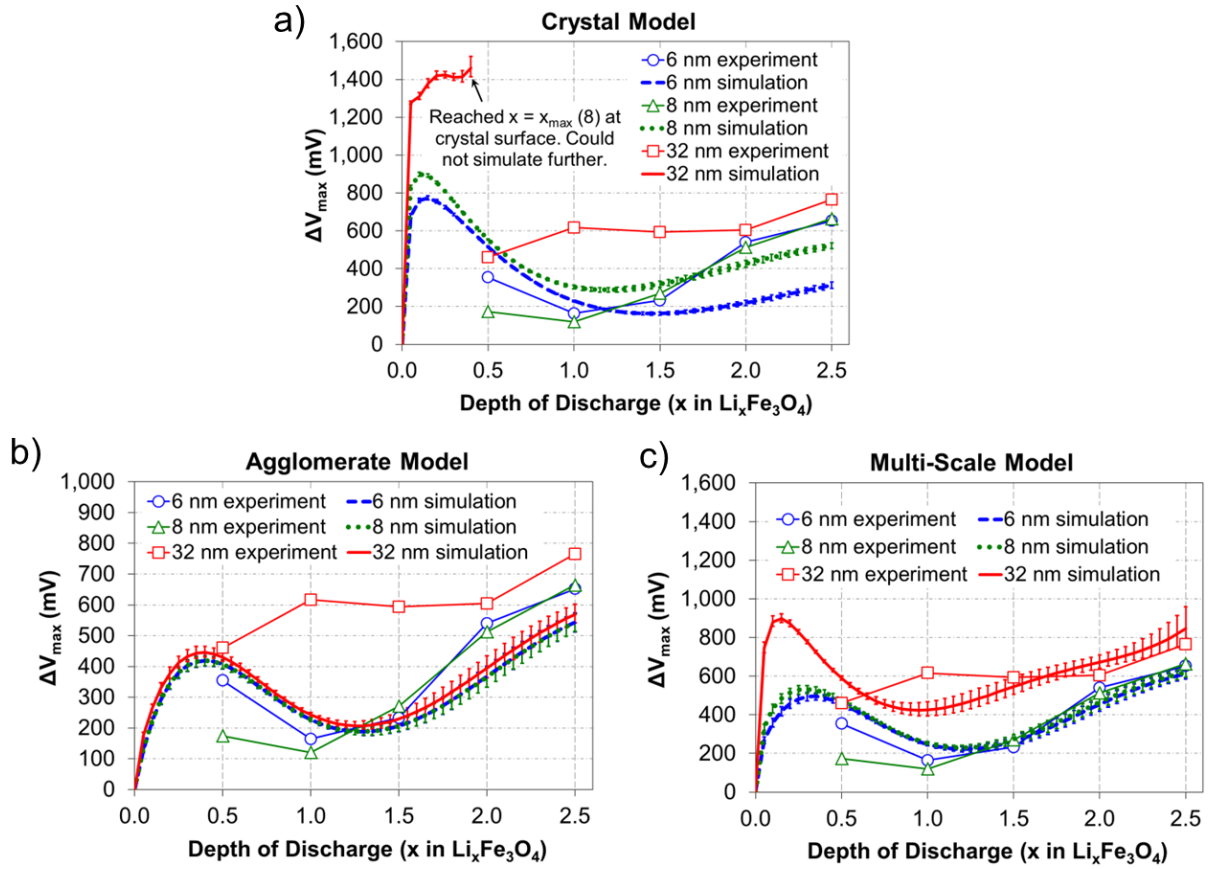 a)
Crystal Model
1,600
1,400
1,200
1,000
800
600
400
200
0
ΔVmax (mV)
6 nm experiment
6 nm simulation
8 nm experiment
8 nm simulation
32 nm experiment
32 nm simulation
Reached x = xmax (8) at
crystal surface. Could
not simulate further.
0.0 0.5 1.0 1.5 2.0 2.5
Depth of Discharge (x in LixFe3O4)
b)
Agglomerate Model
1,000
900
800
700
600
500
400
300
200
100
0
ΔVmax (mV)
6 nm experiment 6 nm simulation
8 nm experiment 8 nm simulation
32 nm experiment 32 nm simulation
0.0 0.5 1.0 1.5 2.0 2.5
Depth of Discharge (x in LixFe3O4)
c)
Multi-Scale Model
1,600
1,400
1,200
1,000
800
600
400
200
0
ΔVmax (mV)
6 nm experiment 6 nm simulation
8 nm experiment 8 nm simulation
32 nm experiment 32 nm simulation
0.0 0.5 1.0 1.5 2.0 2.5
Depth of Discharge (x in LixFe3O4)